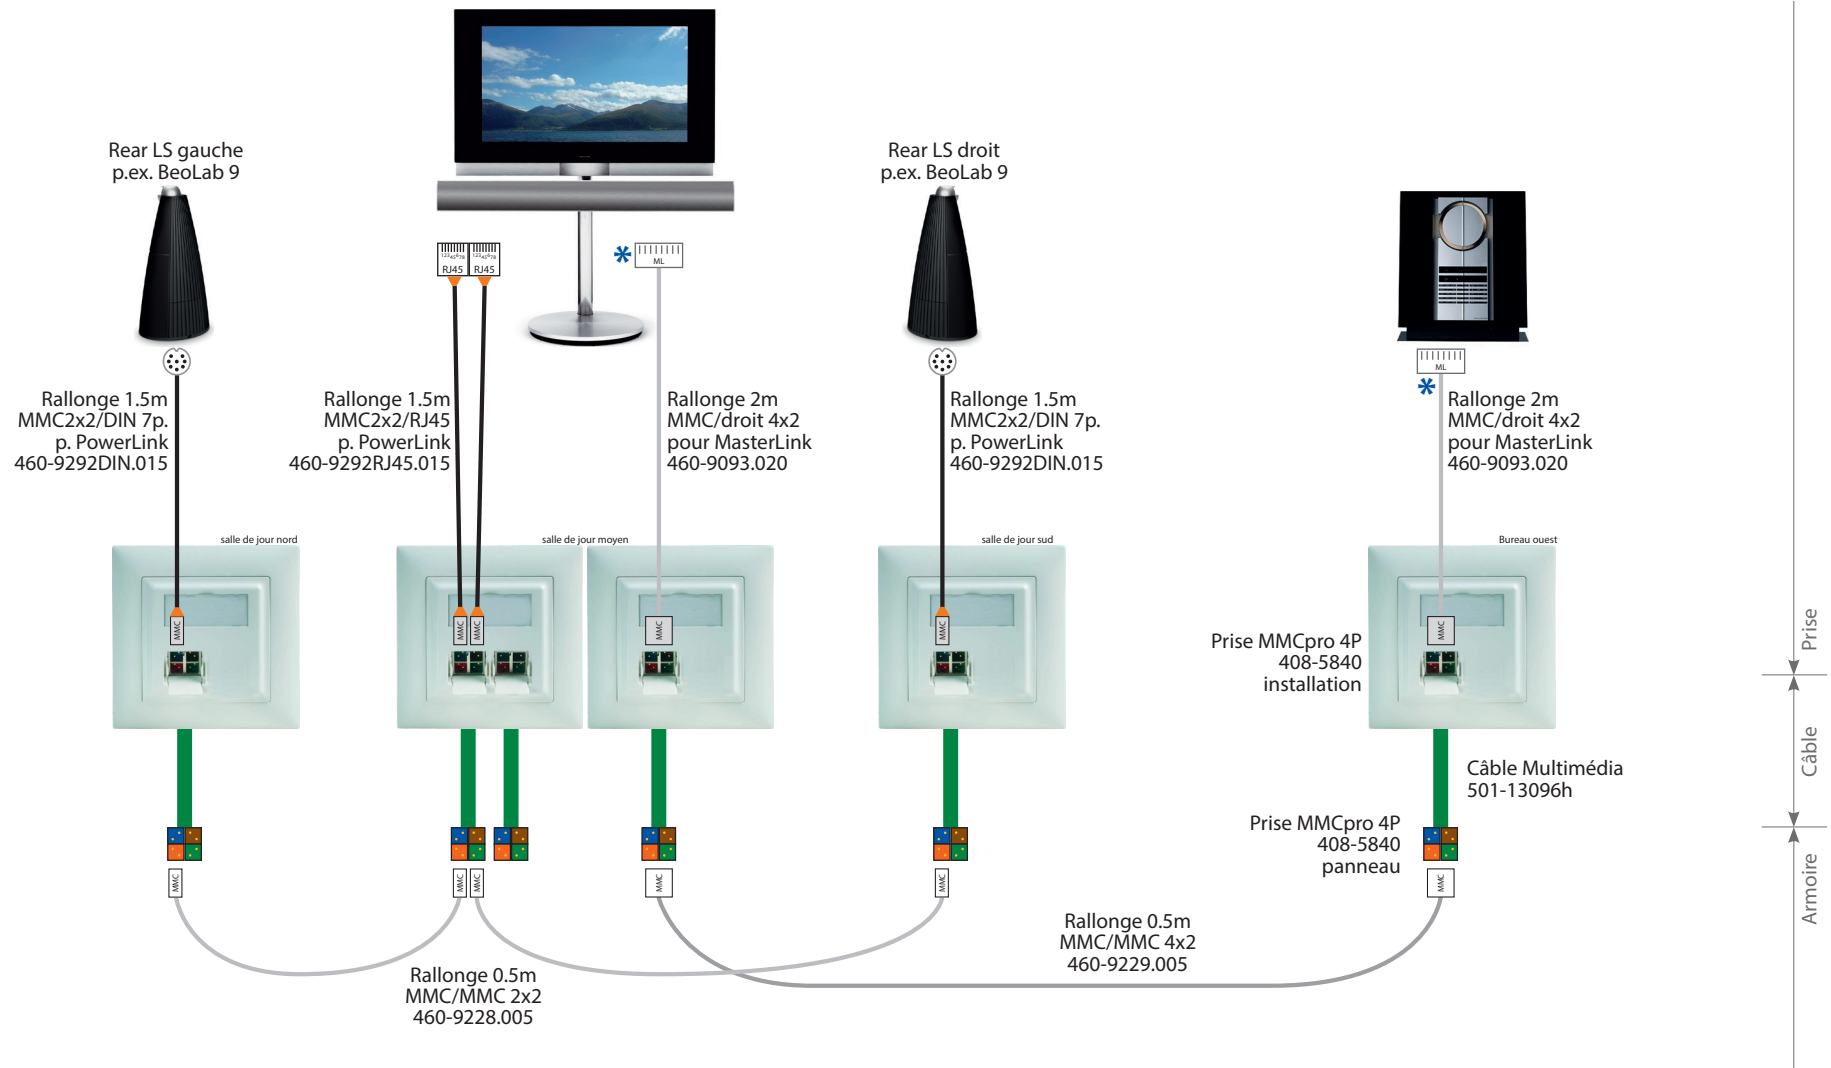 Rear LS gauche
p.ex. BeoLab 9
Rear LS droit
p.ex. BeoLab 9
12345678
RJ45
12345678
RJ45
*
ML
ML
*
Rallonge 1.5m
MMC2x2/DIN 7p.
p. PowerLink
460-9292DIN.015
Rallonge 1.5m
MMC2x2/RJ45
p. PowerLink
460-9292RJ45.015
Rallonge 2m
MMC/droit 4x2
pour MasterLink
460-9093.020
Rallonge 1.5m
MMC2x2/DIN 7p.
p. PowerLink
460-9292DIN.015
Rallonge 2m
MMC/droit 4x2
pour MasterLink
460-9093.020
salle de jour nord
salle de jour moyen
salle de jour sud
Bureau ouest
MMC
MMC
MMC
MMC
MMC
MMC
Prise MMCpro 4P
408-5840
installation
Prise
Câble
Armoire
Câble Multimédia
501-13096h
Prise MMCpro 4P
408-5840
panneau
MMC
MMC
MMC
MMC
MMC
MMC
Rallonge 0.5m
MMC/MMC 4x2
460-9229.005
Rallonge 0.5m
MMC/MMC 2x2
460-9228.005